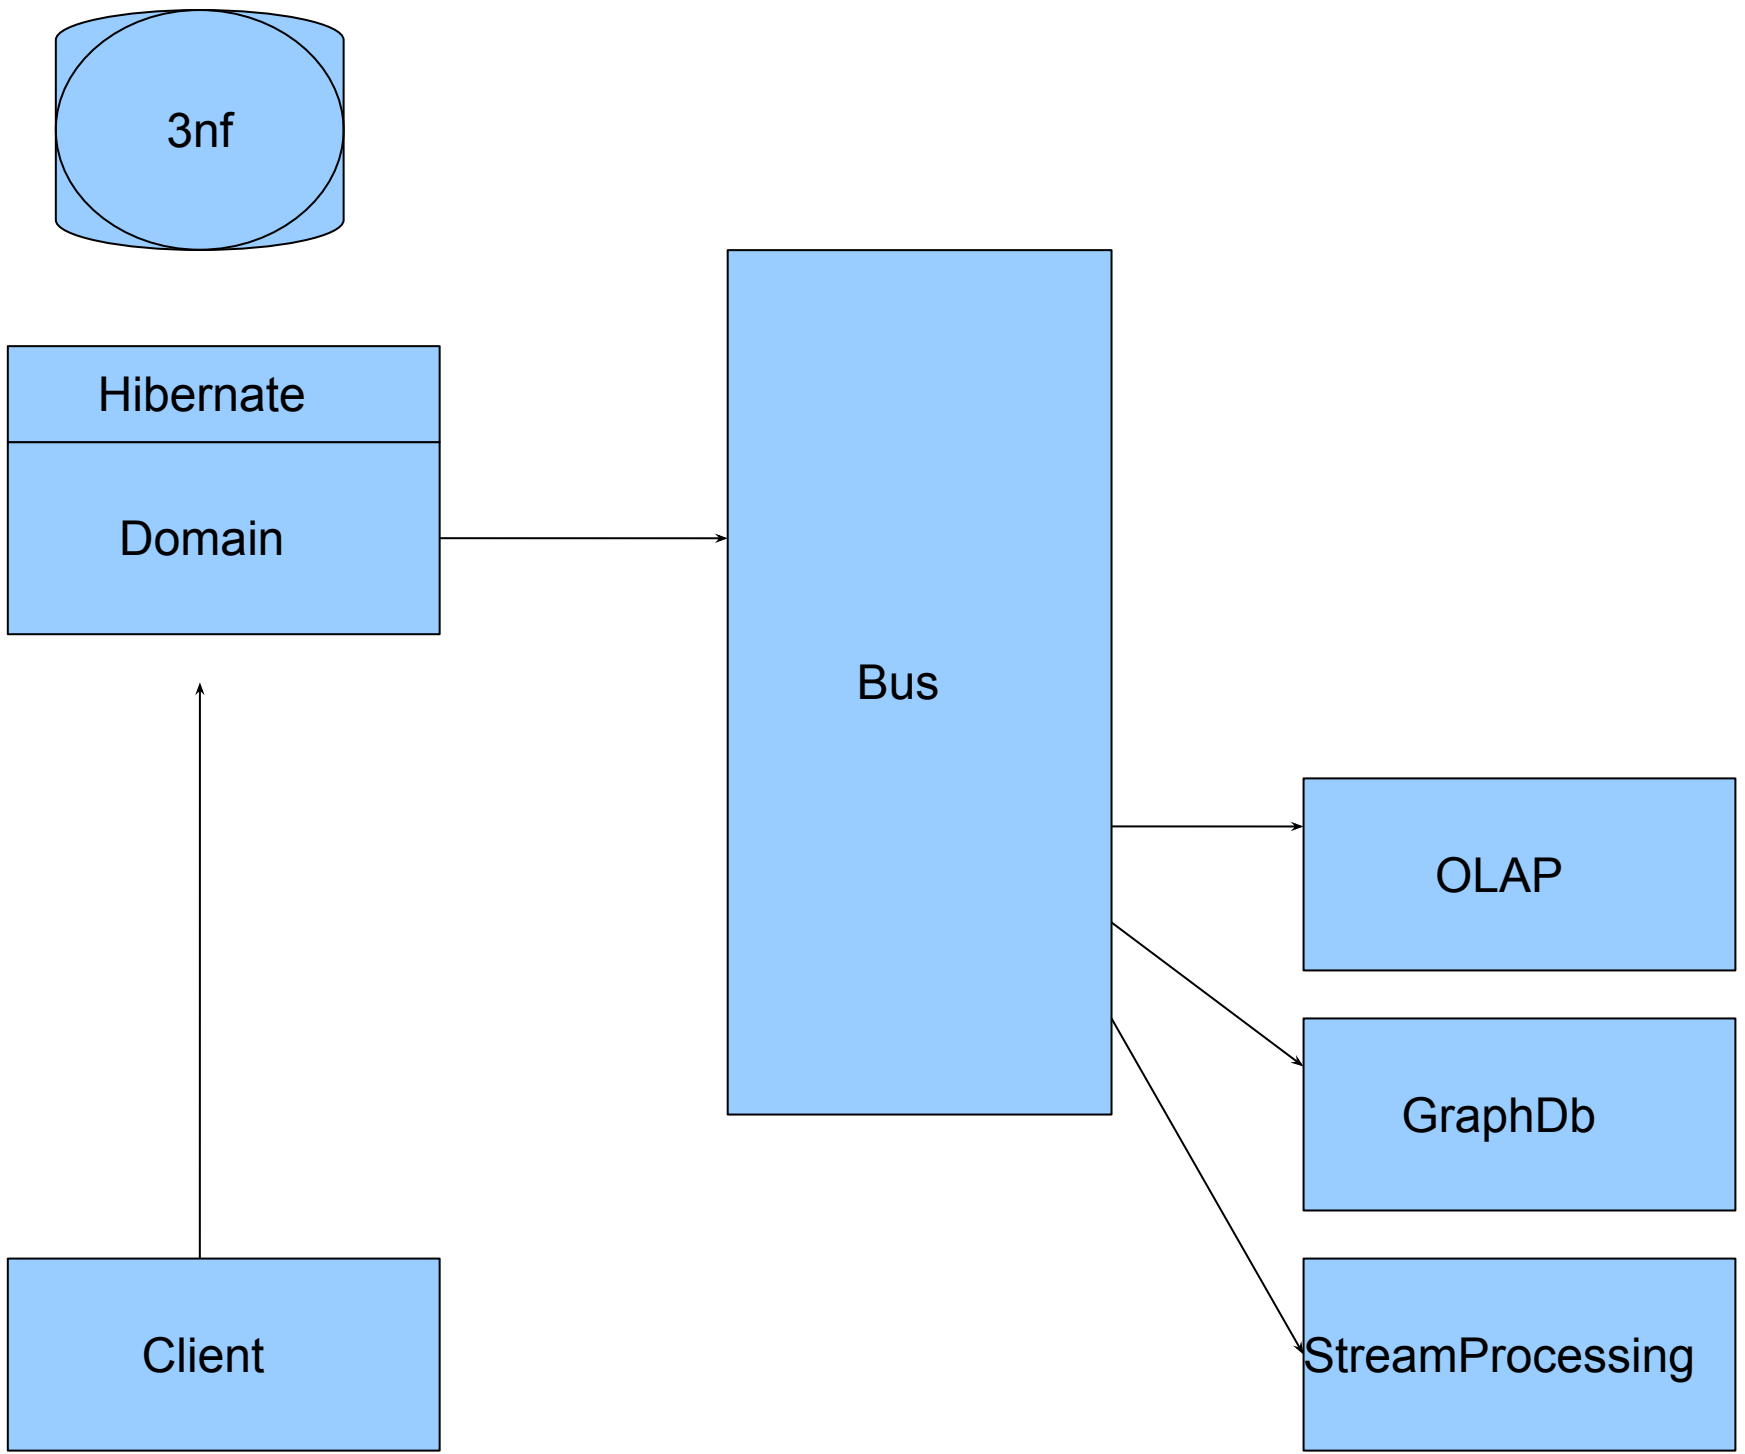 3nf
Hibernate
Domain
Bus
OLAP
GraphDb
Client
StreamProcessing